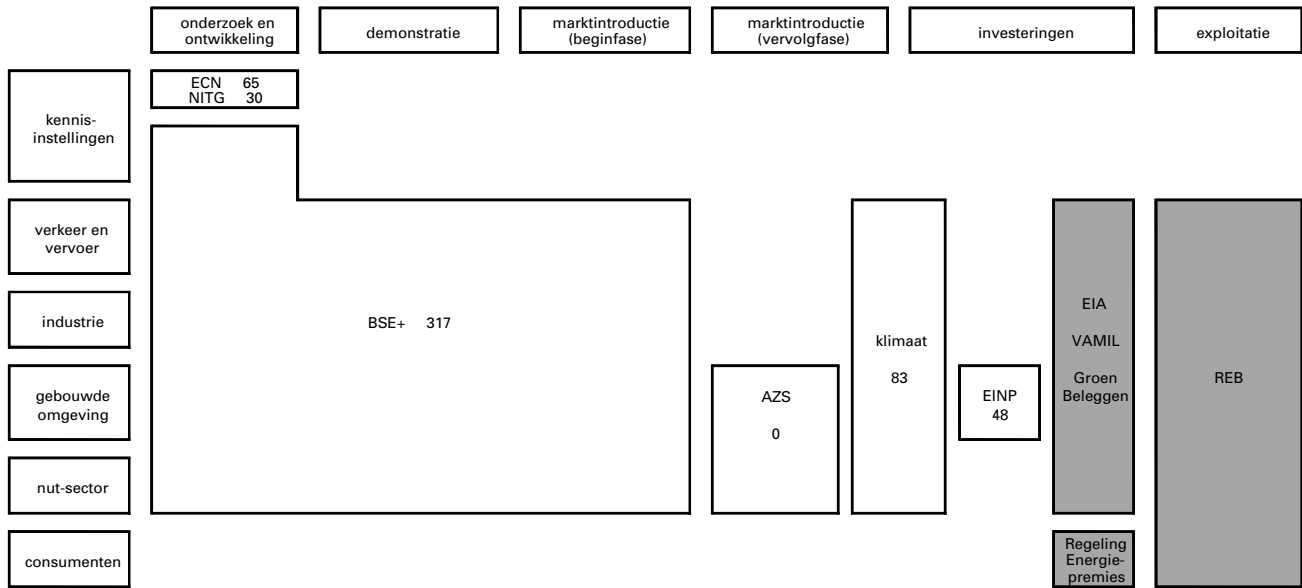 onderzoek en
ontwikkeling
demonstratie
marktintroductie
(beginfase)
marktintroductie
(vervolgfase)
investeringen
exploitatie
kennis-
instellingen
ECN 65
NITG 30
verkeer en
vervoer
industrie
gebouwde
omgeving
nut-sector
consumenten
BSE+ 317
AZS
0
klimaat
83
EINP
48
EIA
VAMIL
Groen
Beleggen
Regeling
Energie-
premies
REB